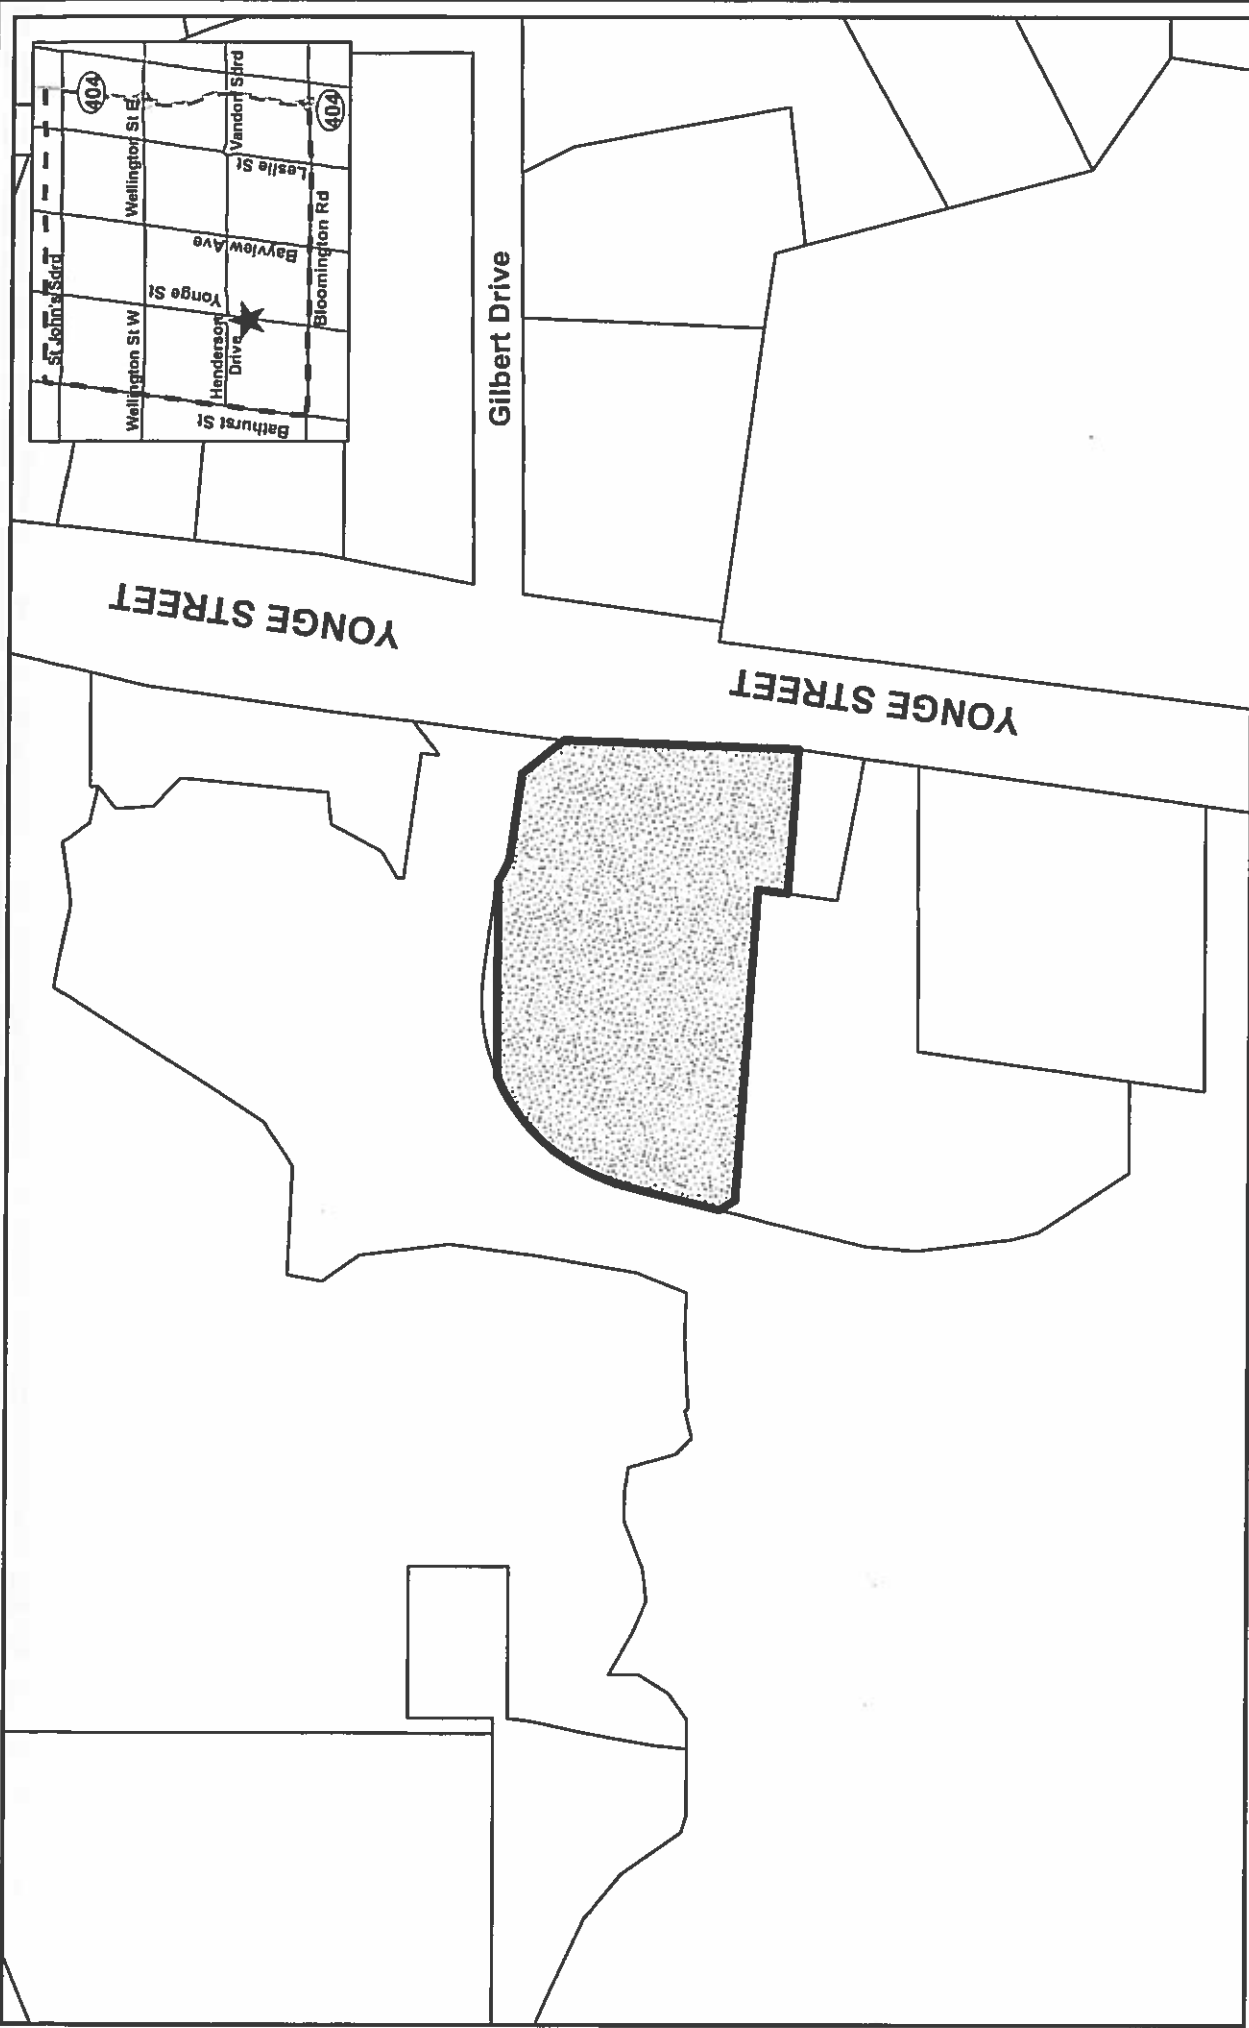 St John's Sdrd
404
Wellington St W
Wellington St E
Henderson
Drive
Vandorf Sdrd
Bloomington Rd
404
Bathurst St
Yonge St
Bayview Ave
Leslie St
Gilbert Drive
YONGE STREET
YONGE STREET